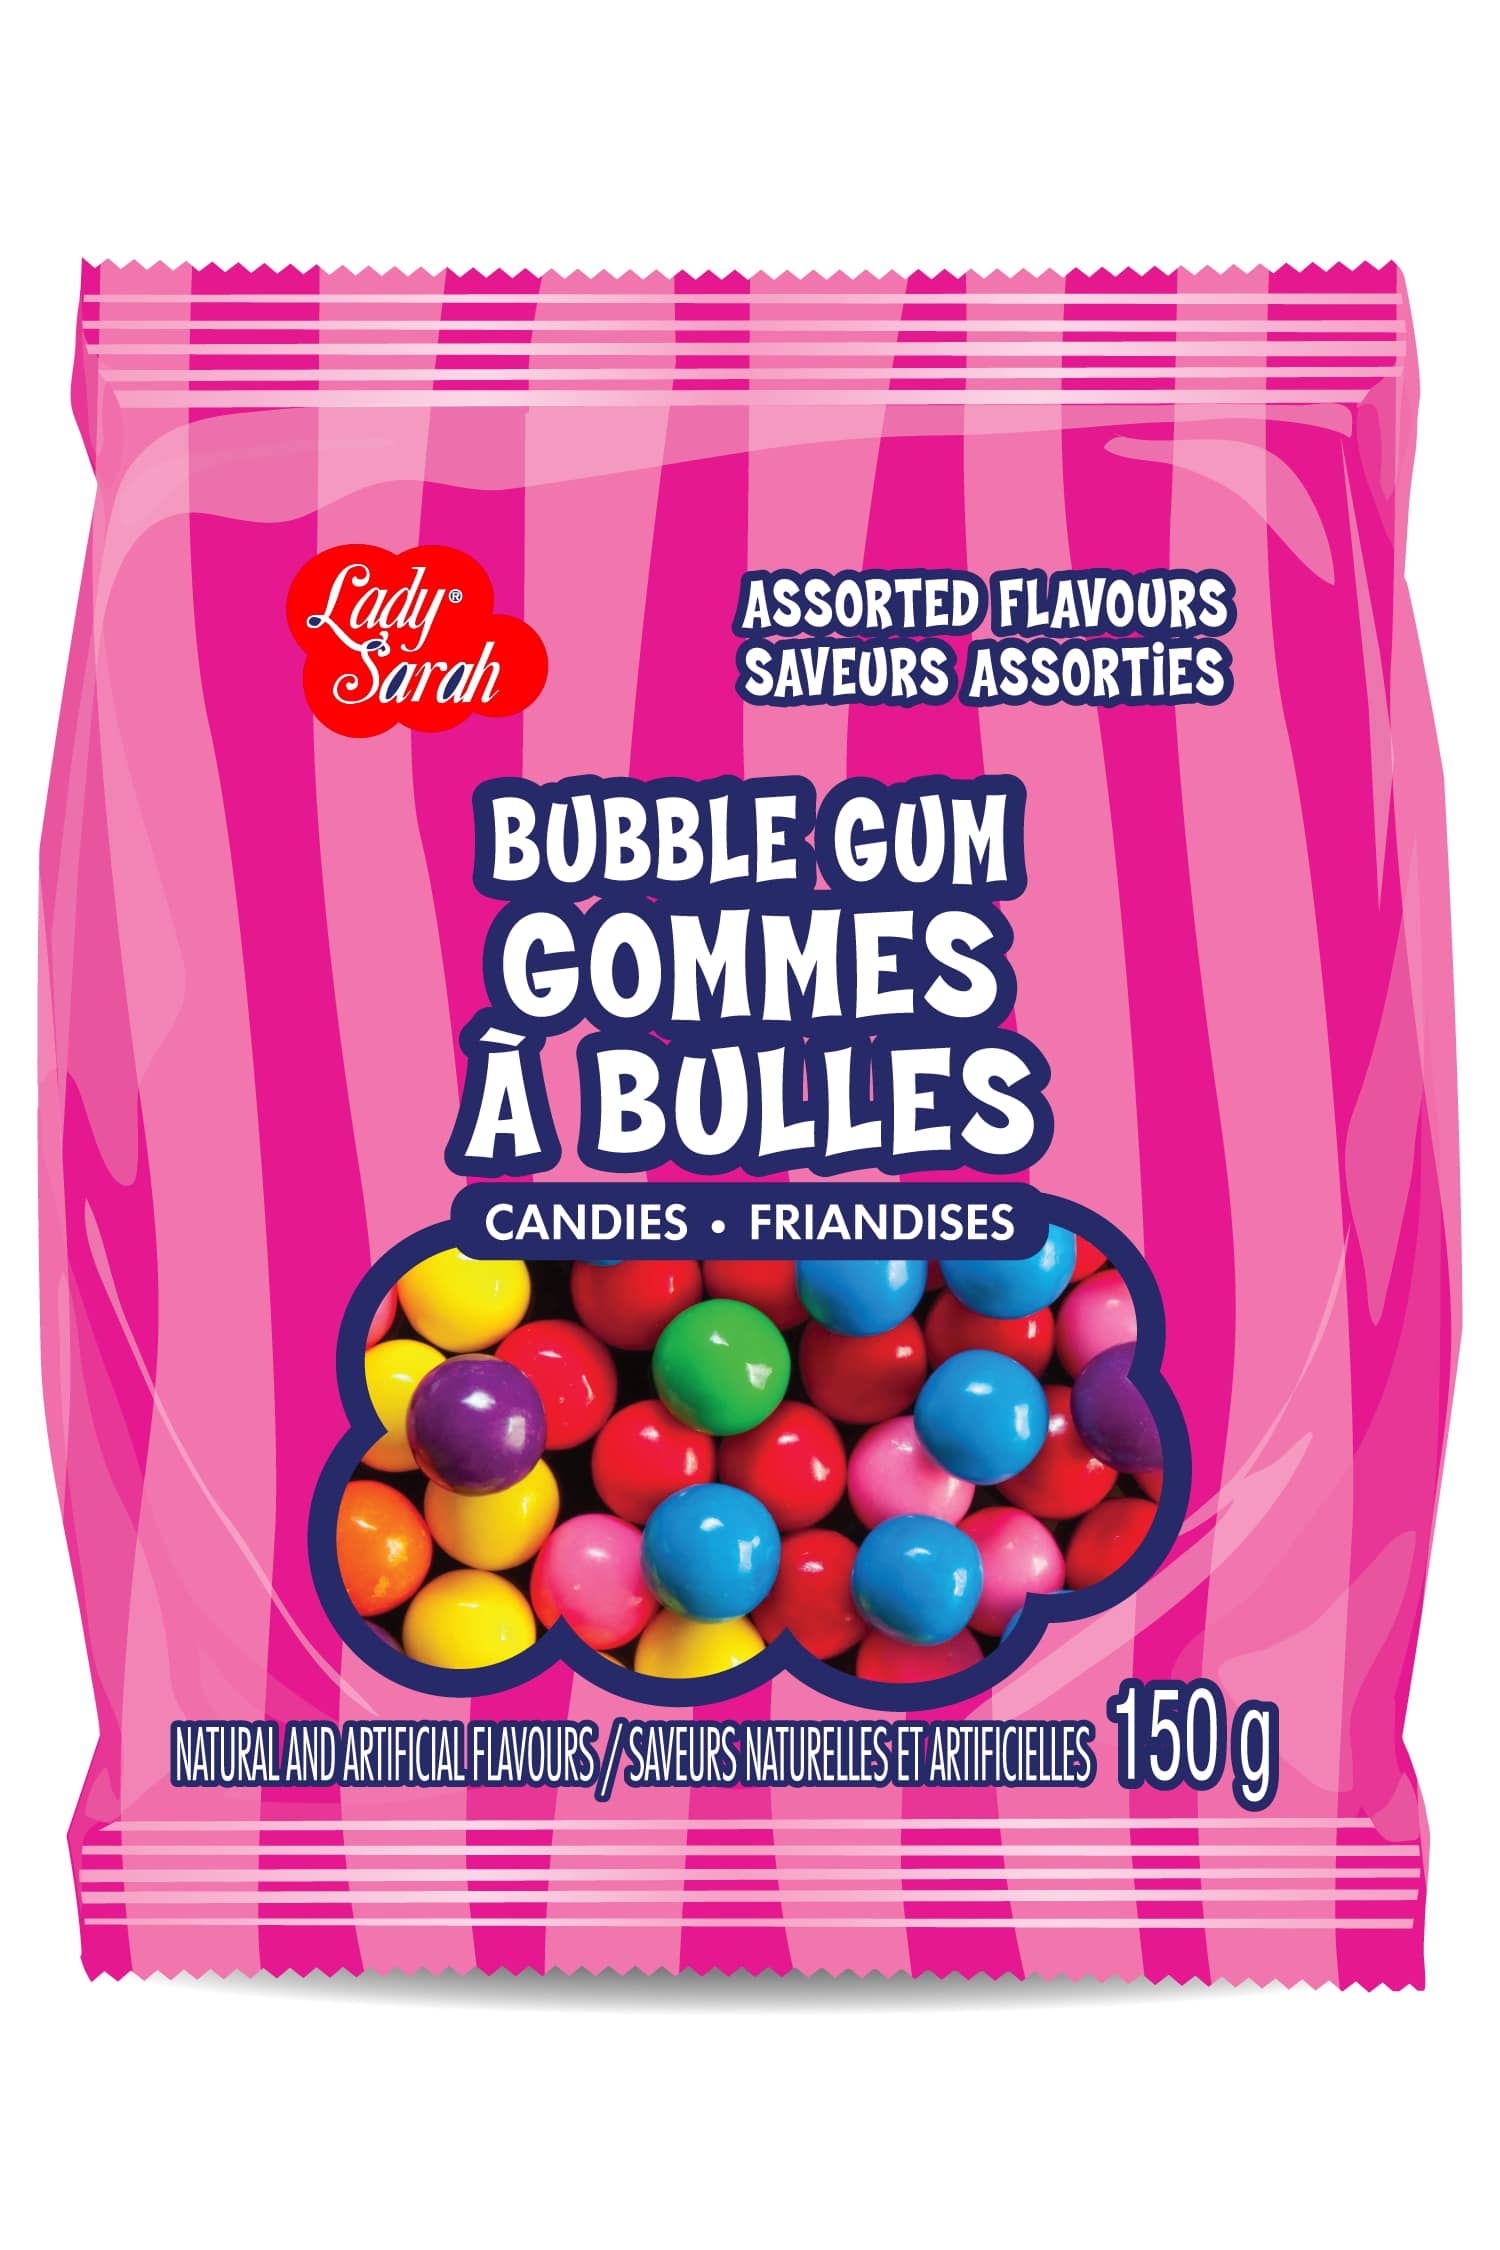 Lady®
Sarah
ASSORTED FLAVOURS
SAVEURS ASSORTiES
BUBBLE GUM
GOMMES
À BULLES
CANDIES • FRIANDISES
NATURAL AND ARTIFICIAL FLAVOURS / SAVEURS NATURELLES ET ARTIFICIELLES 150 g